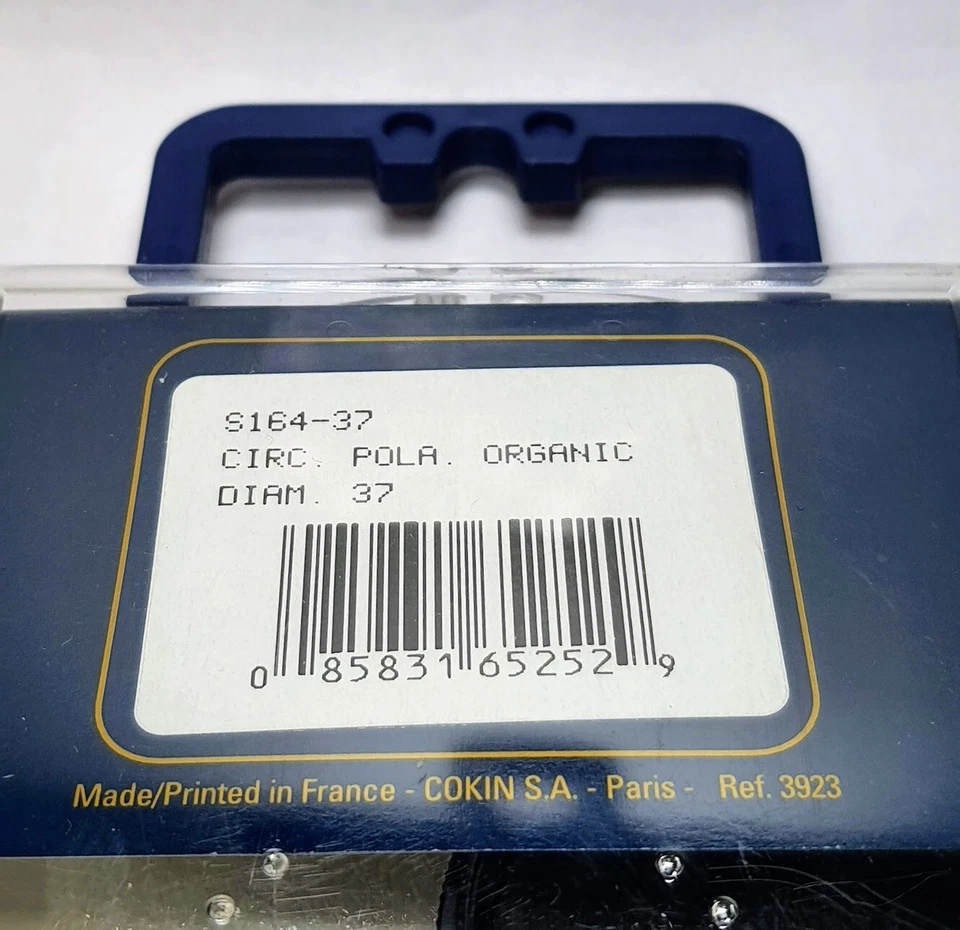 S164-37
CIRC. POLA. ORGANIC
DIAM. 37
0 85831 65252 9
Made/Printed in France - COKIN S.A. - Paris - Ref. 3923